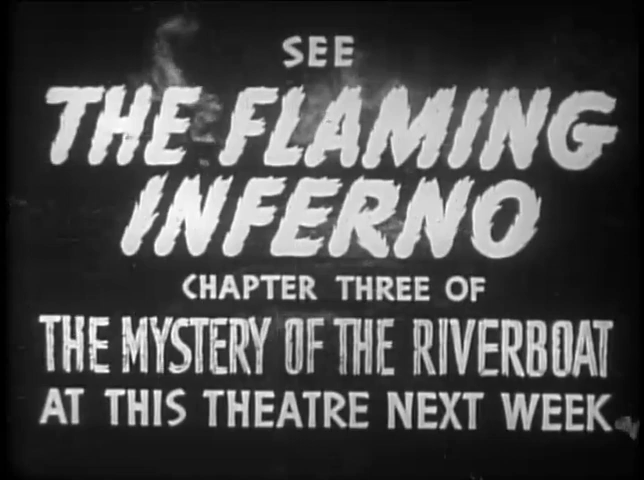 SEE
THE FLAMING
INFERNO
CHAPTER THREE OF
THE MYSTERY OF THE RIVERBOAT
AT THIS THEATRE NEXT WEEK